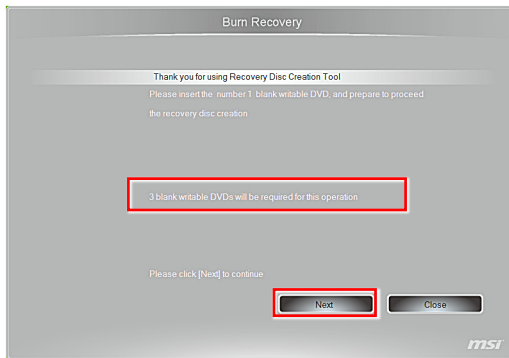 Burn Recovery
Thank you for using Recovery Disc Creation Tool
Please insert the number 1 blank writable DVD, and prepare to proceed
the recovery disc creation
3 blank writable DVDs will be required for this operation
Please click [Next] to continue
Next Close
msi